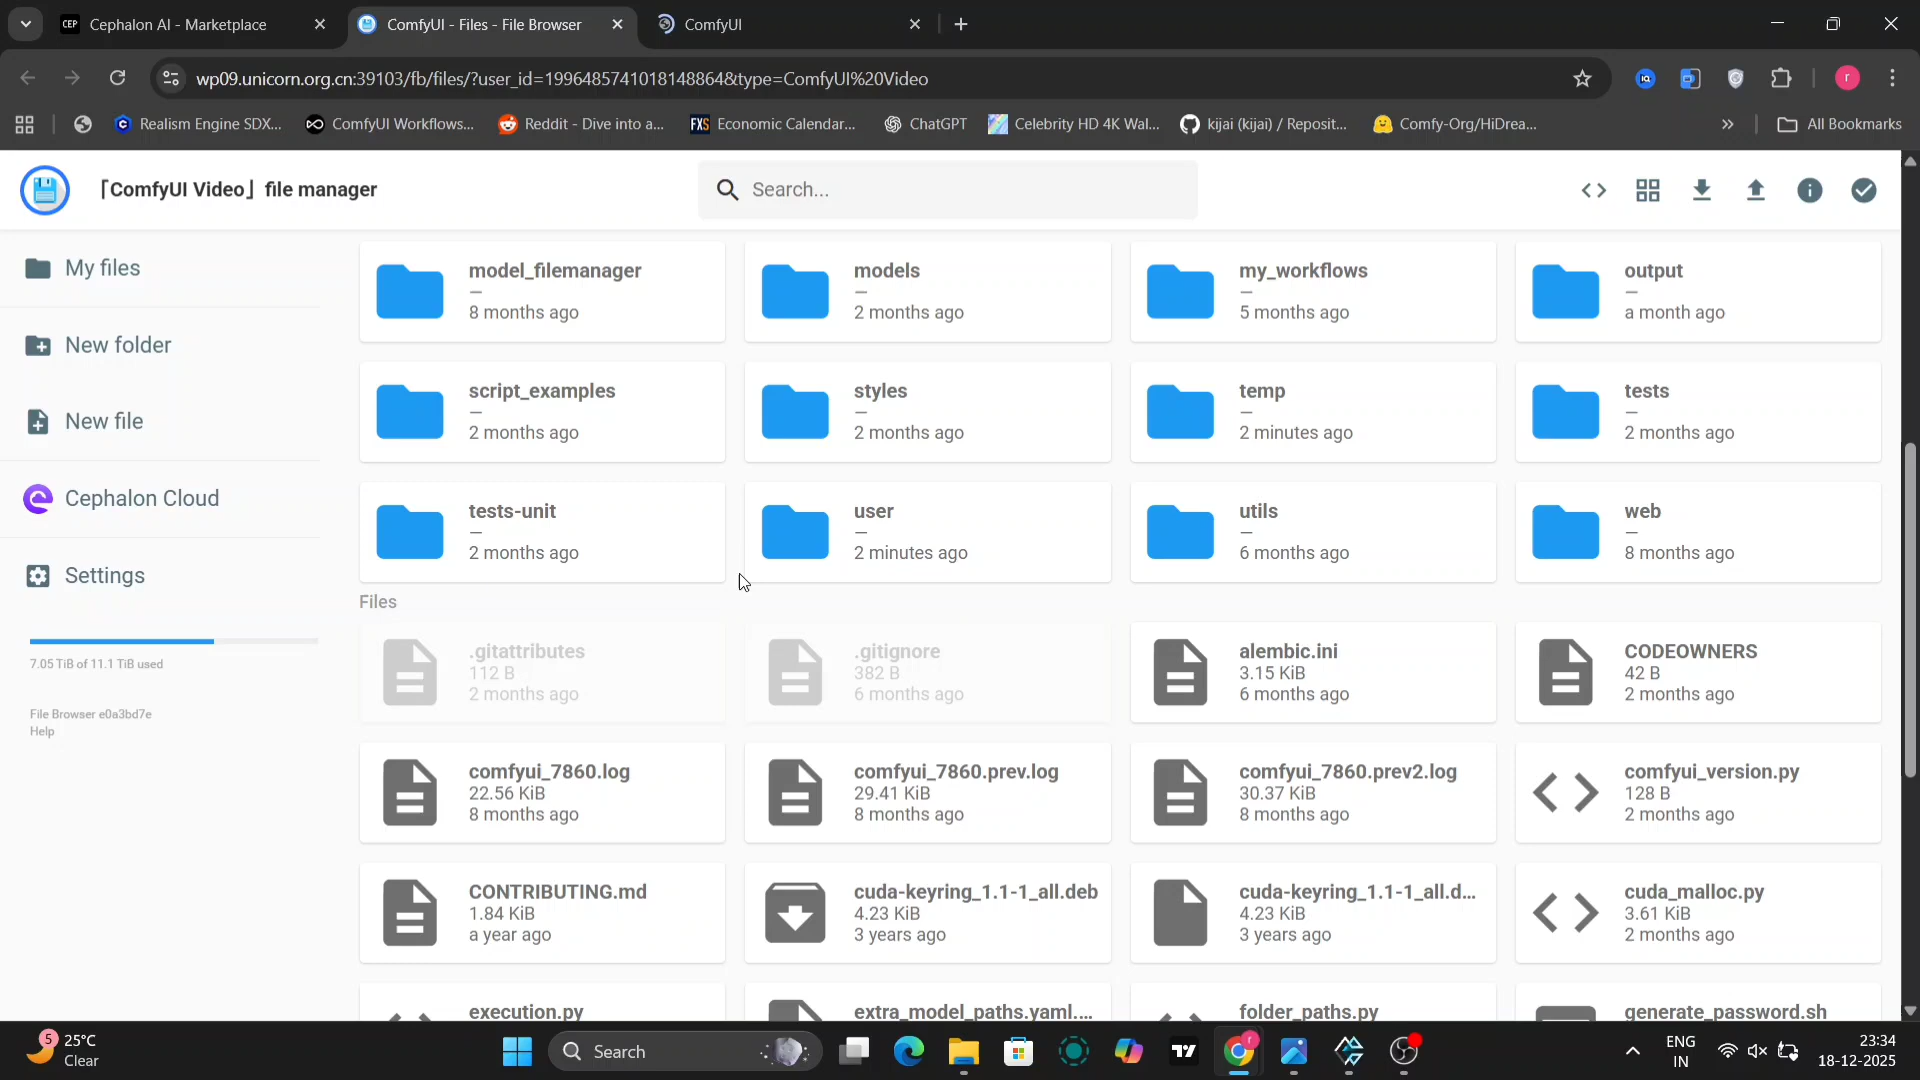 CEP Cephalon AI - Marketplace
ComfyUI - Files - File Browser
ComfyUI
wp09.unicorn.org.cn:39103/fb/files/?user_id=1996485741018148864&type=ComfyUI%20Video
r
Realism Engine SDX...
ComfyUI Workflows...
Reddit - Dive into a...
FXS Economic Calendar...
ChatGPT
Celebrity HD 4K Wal...
kijai (kijai) / Reposit...
Comfy-Org/HiDrea...
All Bookmarks
「ComfyUI Video」file manager
Search...
My files
New folder
New file
Cephalon Cloud
Settings
7.05 TiB of 11.1 TiB used
File Browser e0a3bd7e
Help
model_filemanager
—
8 months ago
models
—
2 months ago
my_workflows
—
5 months ago
output
—
a month ago
script_examples
—
2 months ago
styles
—
2 months ago
temp
—
2 minutes ago
tests
—
2 months ago
tests-unit
—
2 months ago
user
—
2 minutes ago
utils
—
6 months ago
web
—
8 months ago
Files
.gitattributes
112 B
2 months ago
.gitignore
382 B
6 months ago
alembic.ini
3.15 KiB
6 months ago
CODEOWNERS
42 B
2 months ago
comfyui_7860.log
22.56 KiB
8 months ago
comfyui_7860.prev.log
29.41 KiB
8 months ago
comfyui_7860.prev2.log
30.37 KiB
8 months ago
comfyui_version.py
128 B
2 months ago
CONTRIBUTING.md
1.84 KiB
a year ago
cuda-keyring_1.1-1_all.deb
4.23 KiB
3 years ago
cuda-keyring_1.1-1_all.d...
4.23 KiB
3 years ago
cuda_malloc.py
3.61 KiB
2 months ago
execution.py
extra_model_paths.yaml....
folder_paths.py
generate_password.sh
5
25°C
Clear
Search
ENG
IN
23:34
18-12-2025